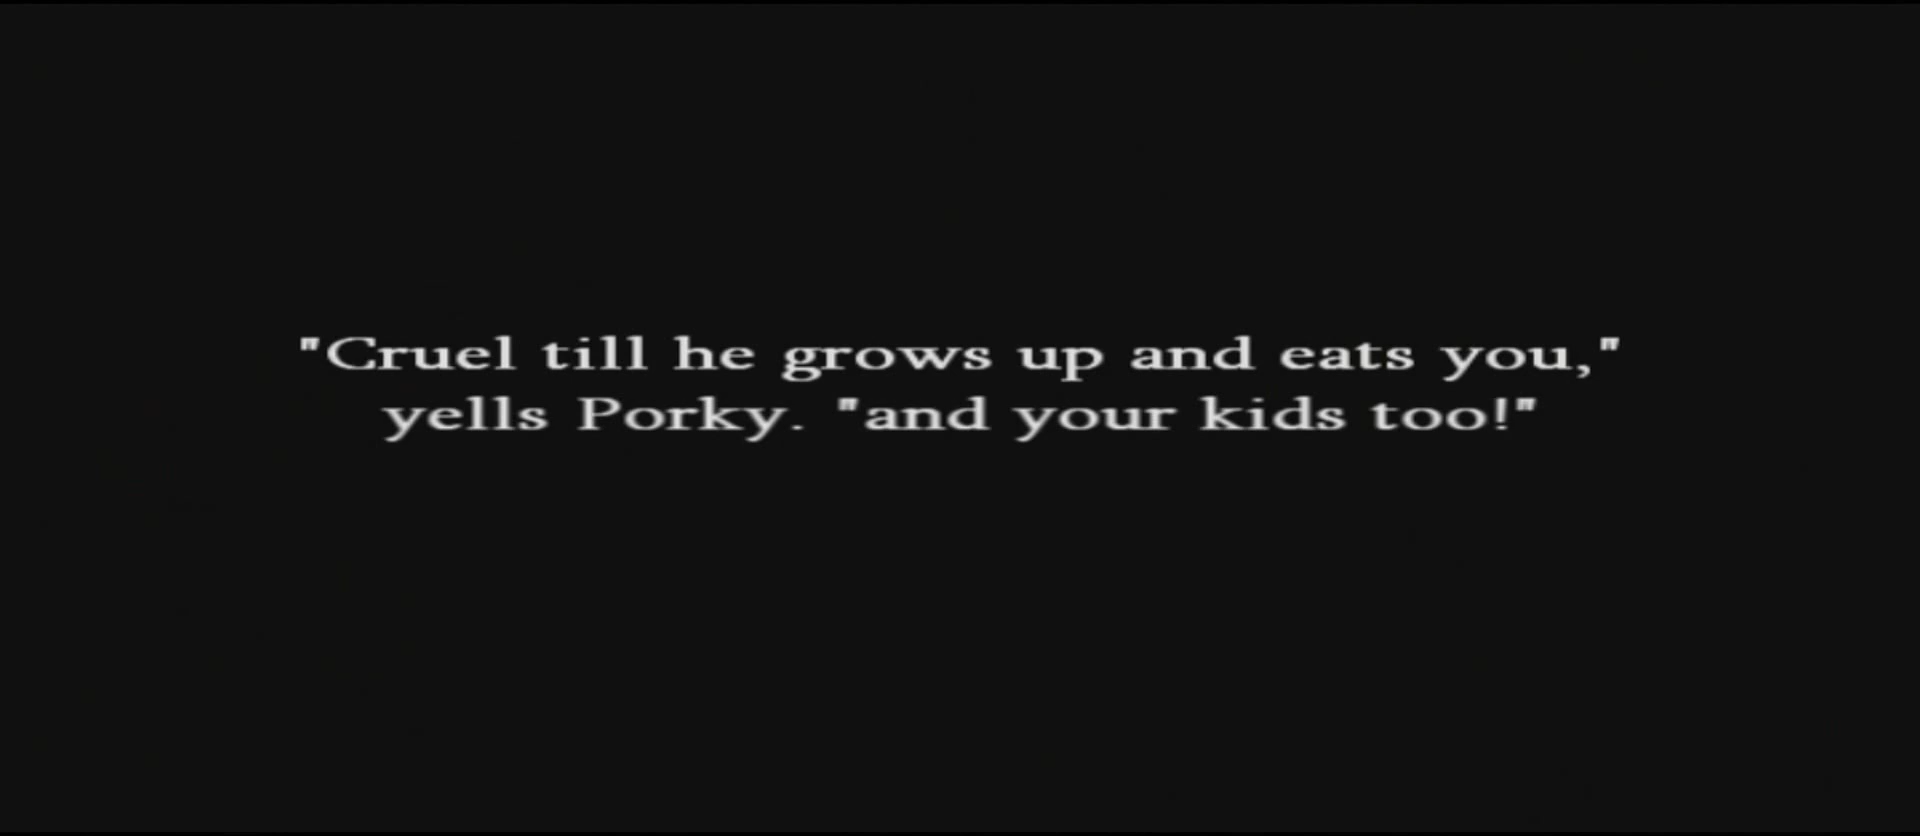 "Cruel till he grows up and eats you,"
yells Porky. "and your kids too!"